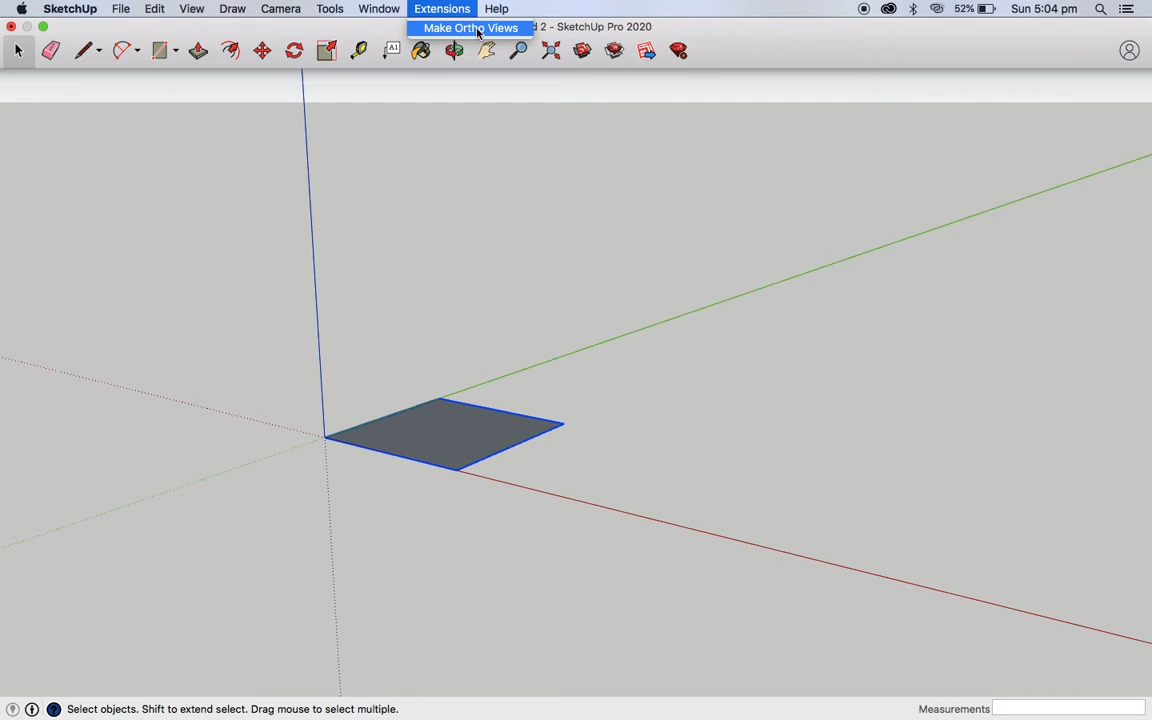 SketchUp File Edit View Draw Camera Tools Window Extensions Help 52% Sun 5:04 pm
Make Ortho Views d 2 - SketchUp Pro 2020
A1
Select objects. Shift to extend select. Drag mouse to select multiple. Measurements